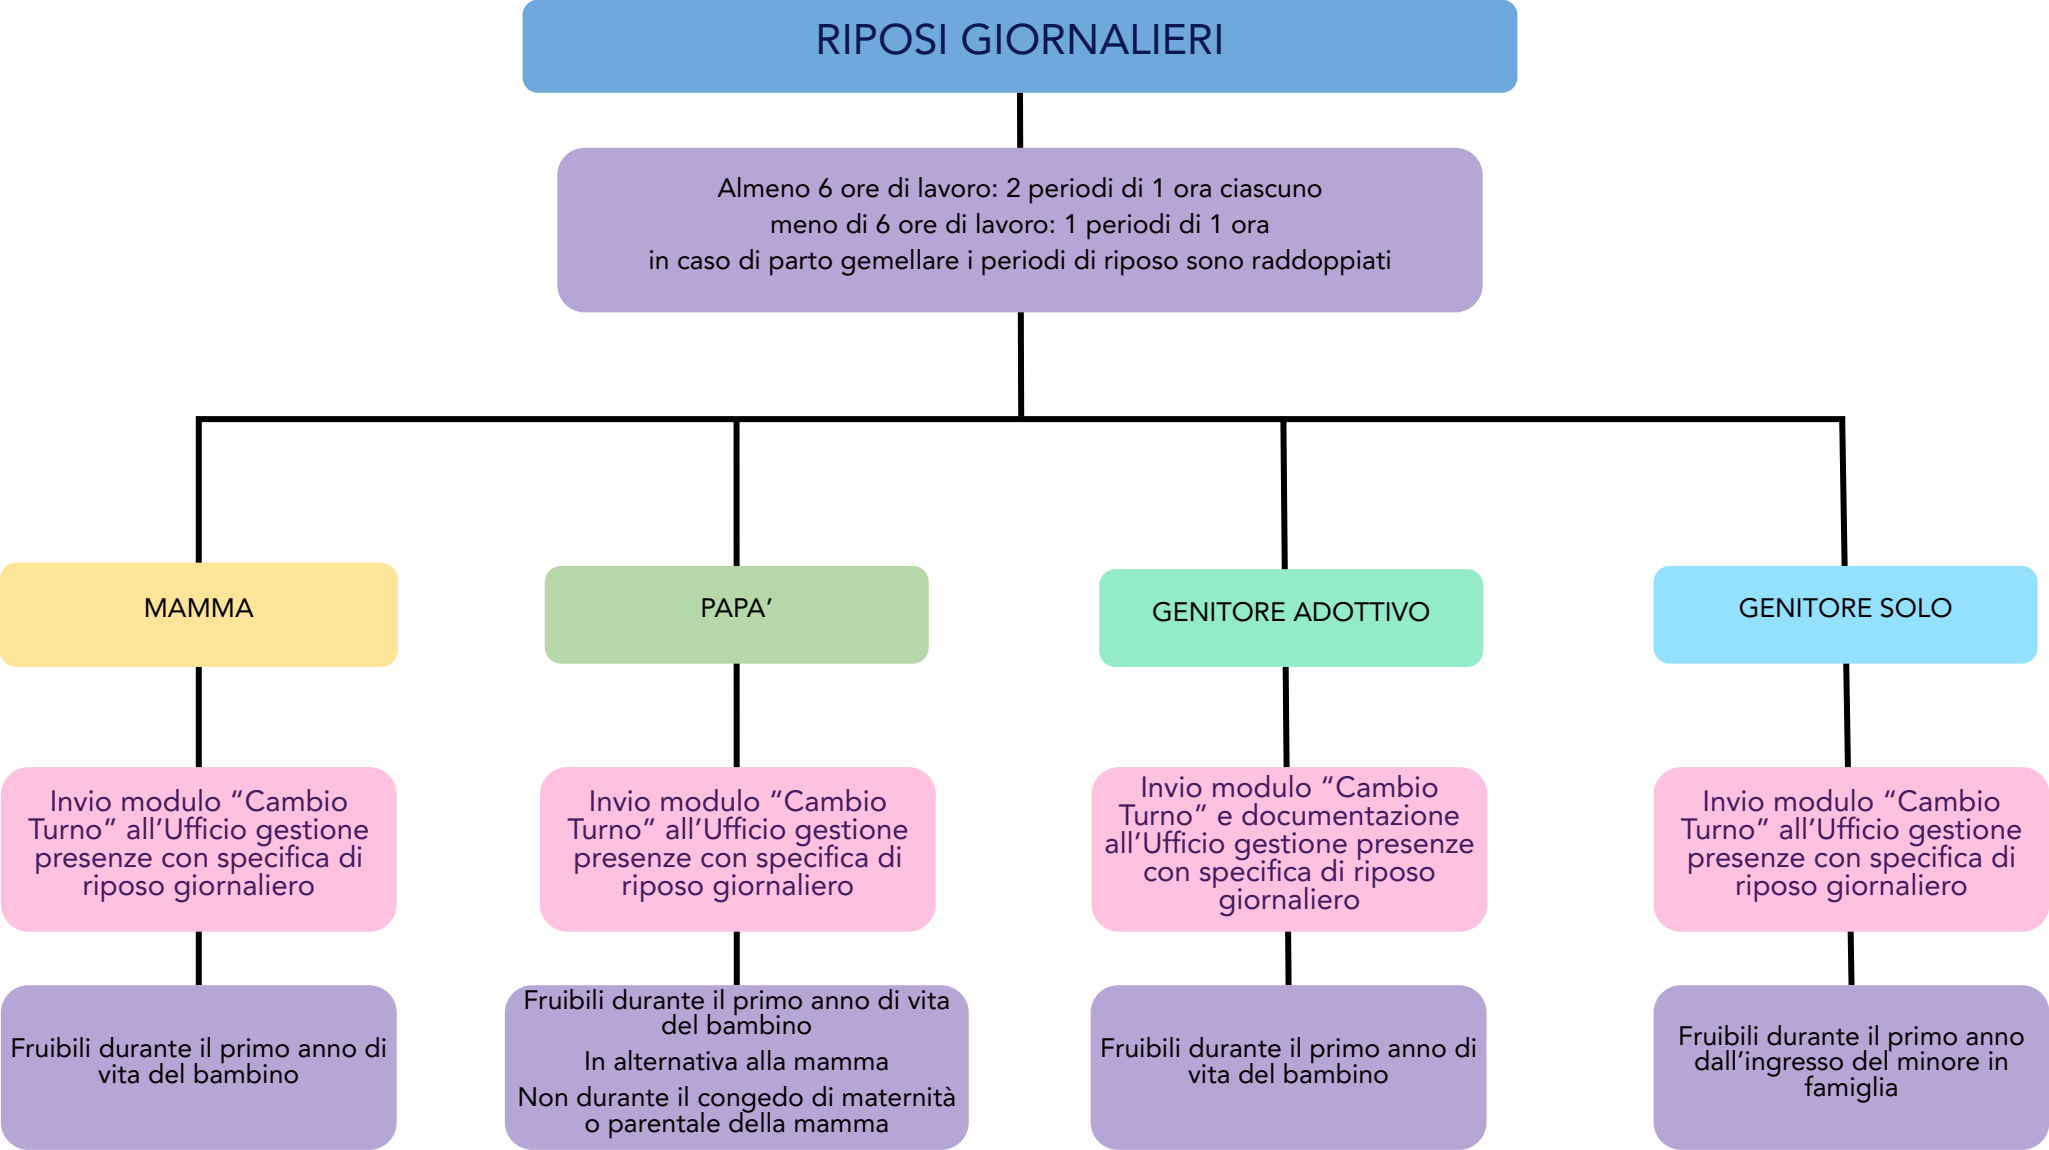 RIPOSI GIORNALIERI
Almeno 6 ore di lavoro: 2 periodi di 1 ora ciascuno
meno di 6 ore di lavoro: 1 periodi di 1 ora
in caso di parto gemellare i periodi di riposo sono raddoppiati
MAMMA
PAPA’
GENITORE ADOTTIVO
GENITORE SOLO
Invio modulo “Cambio
Turno” all’Ufficio gestione
presenze con specifica di
riposo giornaliero
Invio modulo “Cambio
Turno” all’Ufficio gestione
presenze con specifica di
riposo giornaliero
Invio modulo “Cambio
Turno” e documentazione
all’Ufficio gestione presenze
con specifica di riposo
giornaliero
Invio modulo “Cambio
Turno” all’Ufficio gestione
presenze con specifica di
riposo giornaliero
Fruibili durante il primo anno di
vita del bambino
Fruibili durante il primo anno di vita
del bambino
In alternativa alla mamma
Non durante il congedo di maternità
o parentale della mamma
Fruibili durante il primo anno di
vita del bambino
Fruibili durante il primo anno
dall’ingresso del minore in
famiglia